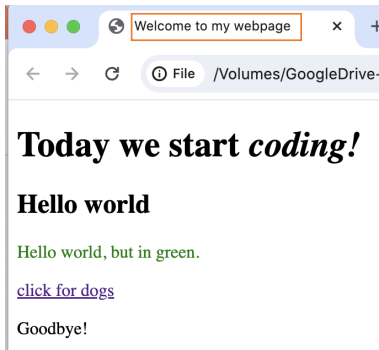 Welcome to my webpage
File /Volumes/GoogleDrive-
Today we start coding!
Hello world
Hello world, but in green.
click for dogs
Goodbye!